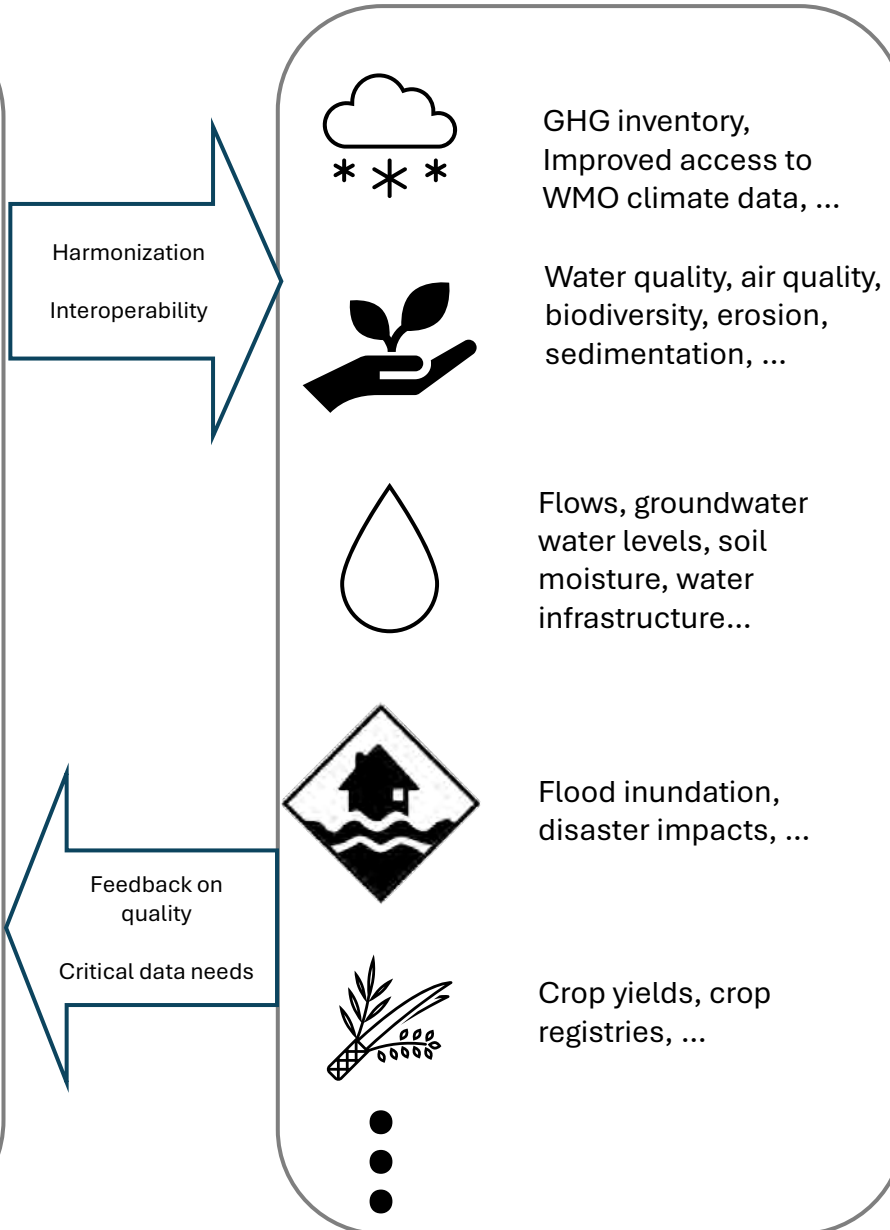 Harmonization
Interoperability
GHG inventory,
Improved access to
WMO climate data, ...
Water quality, air quality,
biodiversity, erosion,
sedimentation, ...
Flows, groundwater
water levels, soil
moisture, water
infrastructure...
Flood inundation,
disaster impacts, ...
Feedback on
quality
Critical data needs
Crop yields, crop
registries, ...